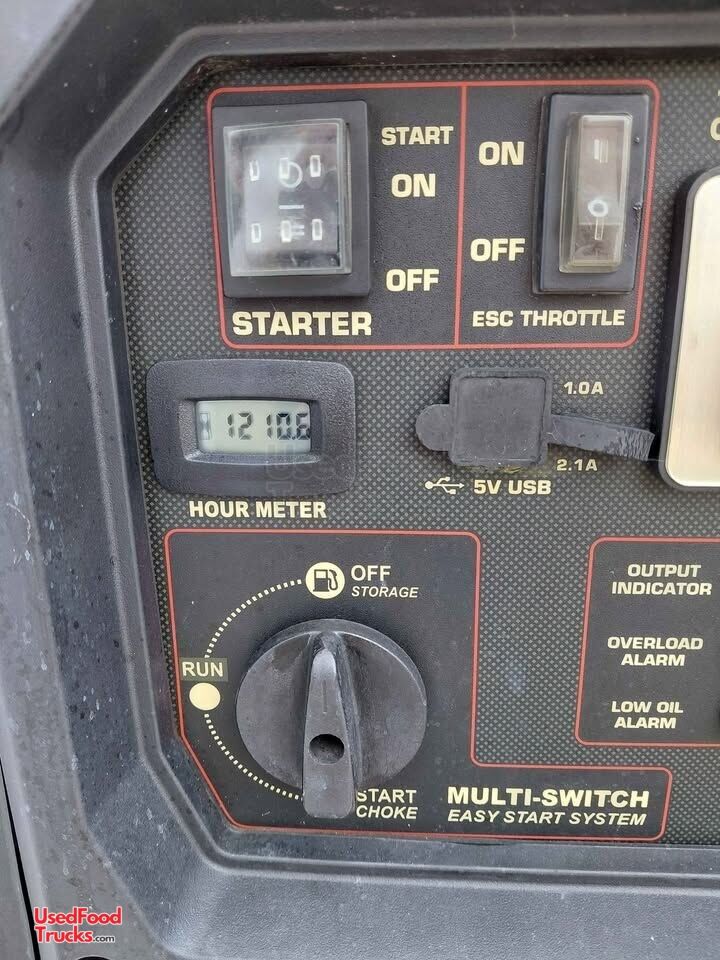 START
ON
OFF
STARTER
ON
OFF
ESC THROTTLE
1210.6
HOUR METER
1.0A
2.1A
5V USB
OFF
STORAGE
RUN
START
CHOKE
MULTI-SWITCH
EASY START SYSTEM
OUTPUT
INDICATOR
OVERLOAD
ALARM
LOW OIL
ALARM
UsedFood
Trucks.com